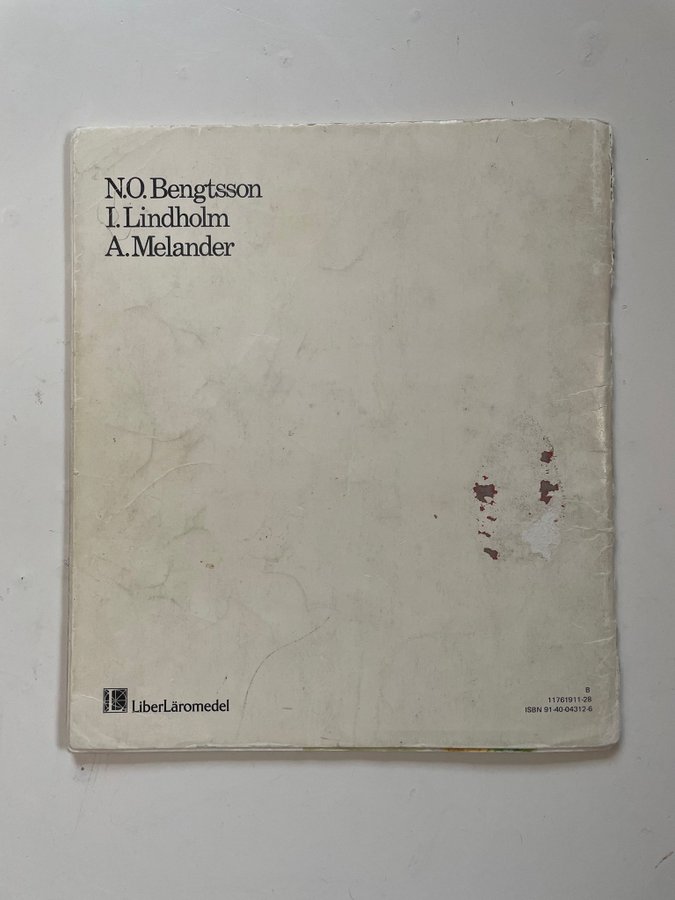 N.O. Bengtsson
I. Lindholm
A. Melander
LiberLäromedel
B
11761911-28
ISBN 91-40-04312-6